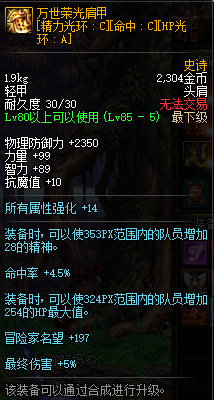 万世荣光肩甲
[精力光环：C][命中：C][HP光环：A]
史诗
1.9kg 2,304金币
轻甲 头肩
耐久度 30/30 无法交易
Lv80以上可以使用 (Lv85 - 5) 最下级
物理防御力 +2350
力量 +99
智力 +89
抗魔值 +10
所有属性强化 +14
装备时，可以使353PX范围内的队员增加28的精神。
命中率 +4.5%
装备时，可以使324PX范围内的队员增加254的HP最大值。
冒险家名望 +197
最终伤害 +5%
该装备可以通过合成进行升级。